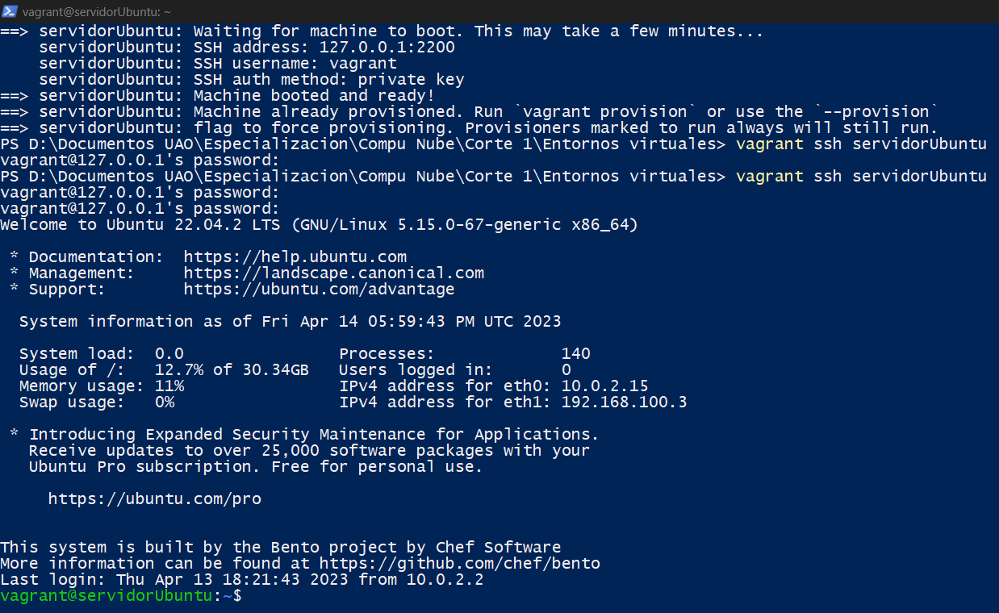 vagrant@servidorUbuntu: ~
==> servidorUbuntu: Waiting for machine to boot. This may take a few minutes...
    servidorUbuntu: SSH address: 127.0.0.1:2200
    servidorUbuntu: SSH username: vagrant
    servidorUbuntu: SSH auth method: private key
==> servidorUbuntu: Machine booted and ready!
==> servidorUbuntu: Machine already provisioned. Run `vagrant provision` or use the `--provision`
==> servidorUbuntu: flag to force provisioning. Provisioners marked to run always will still run.
PS D:\Documentos UAO\Especializacion\Compu Nube\Corte 1\Entornos virtuales> vagrant ssh servidorUbuntu
vagrant@127.0.0.1's password:
PS D:\Documentos UAO\Especializacion\Compu Nube\Corte 1\Entornos virtuales> vagrant ssh servidorUbuntu
vagrant@127.0.0.1's password:
vagrant@127.0.0.1's password:
Welcome to Ubuntu 22.04.2 LTS (GNU/Linux 5.15.0-67-generic x86_64)

 * Documentation:  https://help.ubuntu.com
 * Management:     https://landscape.canonical.com
 * Support:        https://ubuntu.com/advantage

  System information as of Fri Apr 14 05:59:43 PM UTC 2023

  System load:  0.0                Processes:             140
  Usage of /:   12.7% of 30.34GB   Users logged in:       0
  Memory usage: 11%                IPv4 address for eth0: 10.0.2.15
  Swap usage:   0%                 IPv4 address for eth1: 192.168.100.3

 * Introducing Expanded Security Maintenance for Applications.
   Receive updates to over 25,000 software packages with your
   Ubuntu Pro subscription. Free for personal use.

     https://ubuntu.com/pro

This system is built by the Bento project by Chef Software
More information can be found at https://github.com/chef/bento
Last login: Thu Apr 13 18:21:43 2023 from 10.0.2.2
vagrant@servidorUbuntu:~$